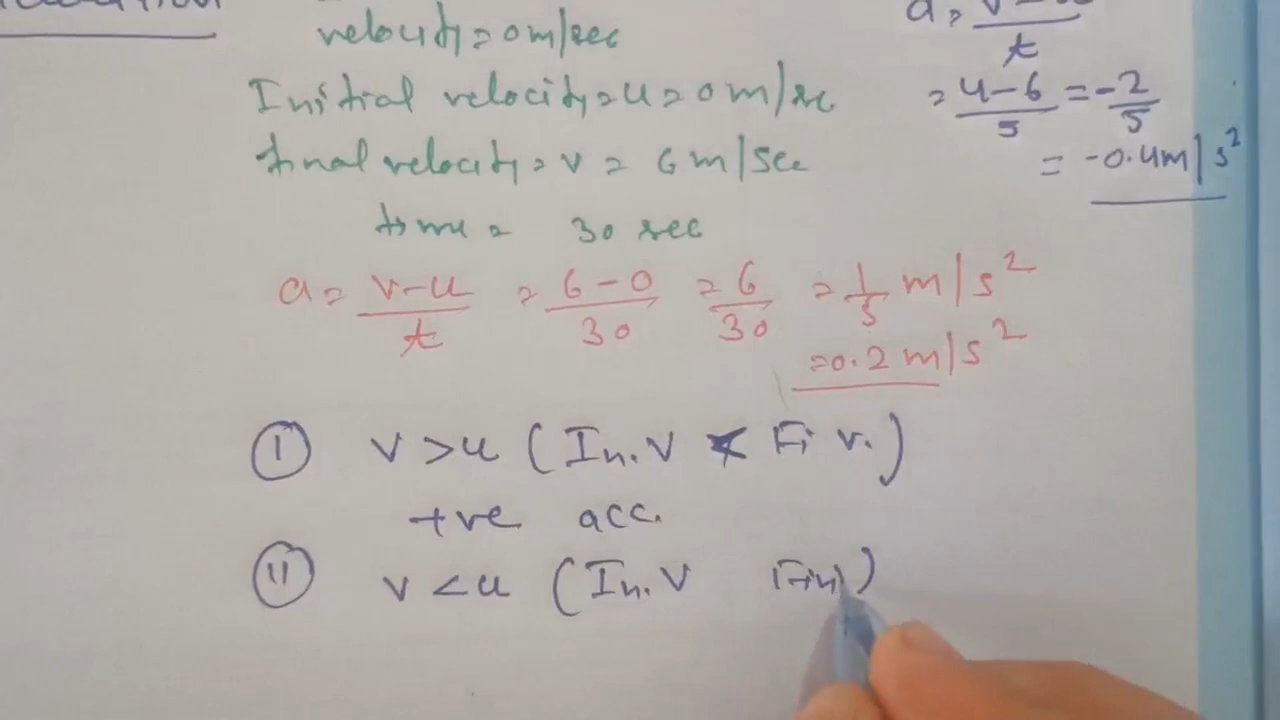 velocity = 0 m/sec
Initial velocity = u = 0 m/sec
final velocity = v = 6 m/sec
time = 30 sec
a = v-u / t = 6-0 / 30 = 6/30 = 1/5 m/s²
= 0.2 m/s²
a =
t
= 4-6 / 5 = -2/5
= -0.4 m/s²
I v > u (In. V < Fi v.)
+ve acc.
II v < u (In. V Fin)